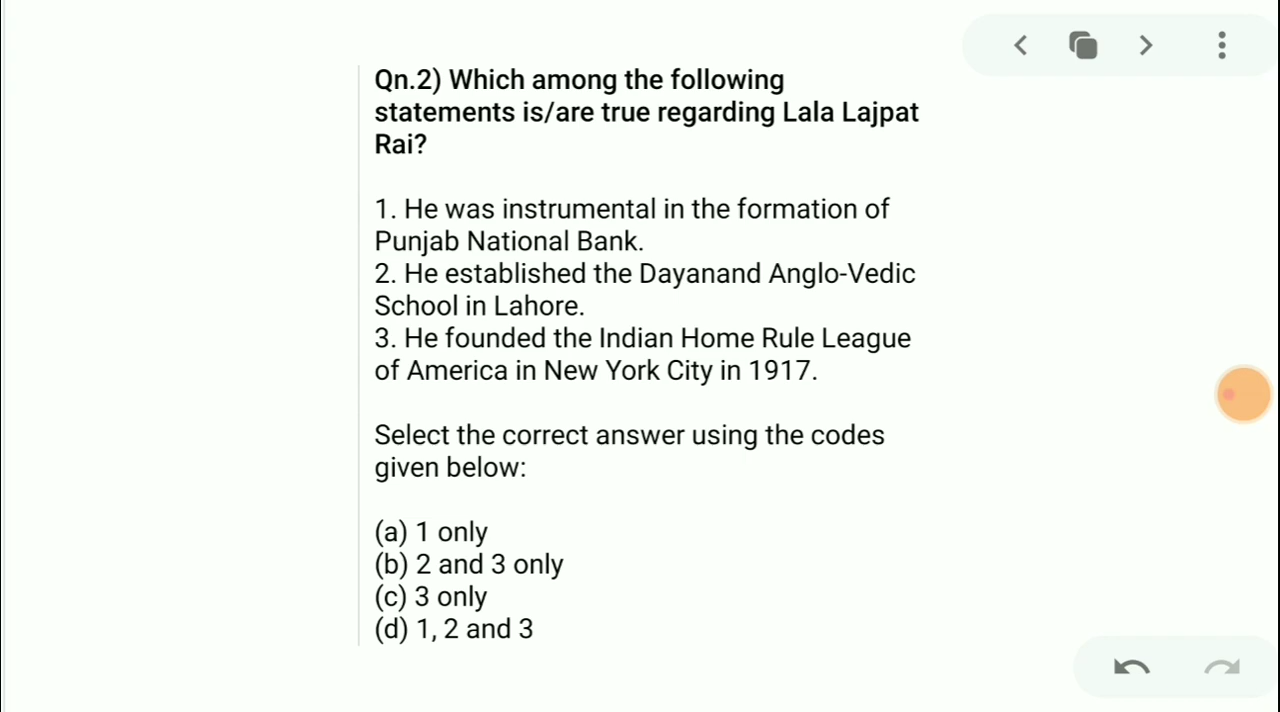 Qn.2) Which among the following
statements is/are true regarding Lala Lajpat
Rai?
1. He was instrumental in the formation of
Punjab National Bank.
2. He established the Dayanand Anglo-Vedic
School in Lahore.
3. He founded the Indian Home Rule League
of America in New York City in 1917.
Select the correct answer using the codes
given below:
(a) 1 only
(b) 2 and 3 only
(c) 3 only
(d) 1, 2 and 3